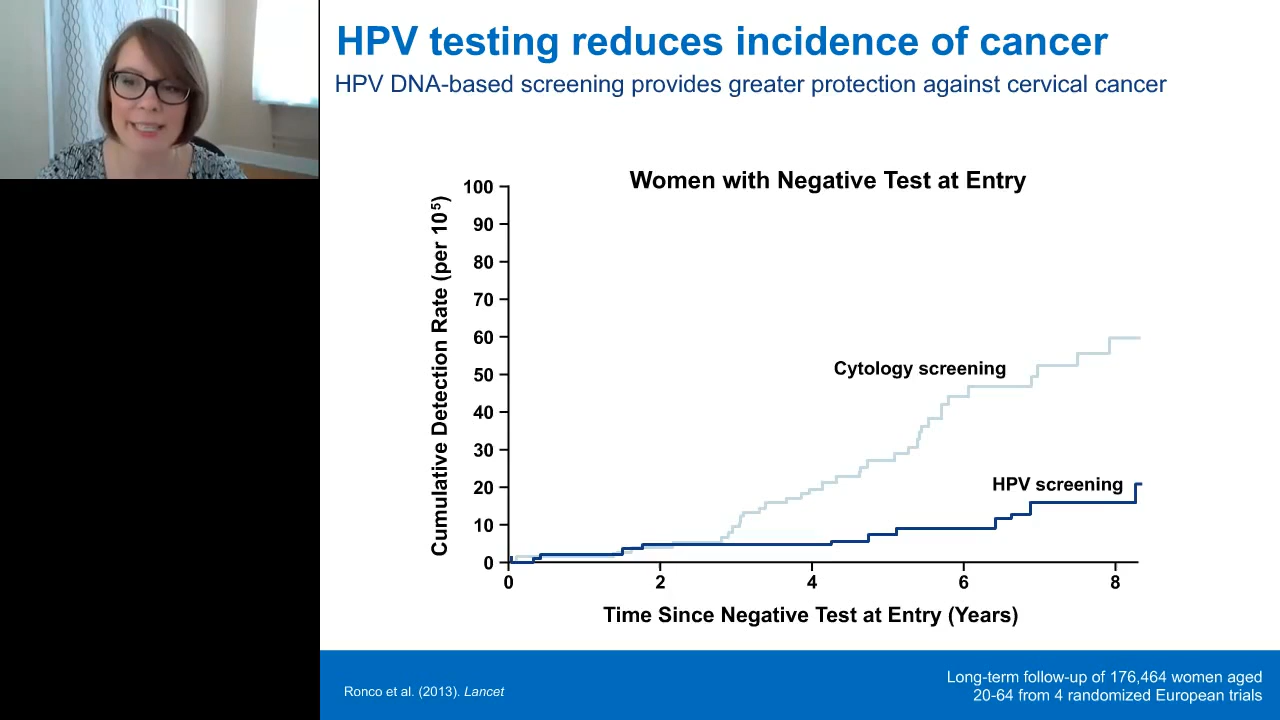 HPV testing reduces incidence of cancer
HPV DNA-based screening provides greater protection against cervical cancer
Women with Negative Test at Entry
Cumulative Detection Rate (per 10⁵)
100
90
80
70
60
50
40
30
20
10
0
Cytology screening
HPV screening
0 2 4 6 8
Time Since Negative Test at Entry (Years)
Ronco et al. (2013). Lancet
Long-term follow-up of 176,464 women aged
20-64 from 4 randomized European trials